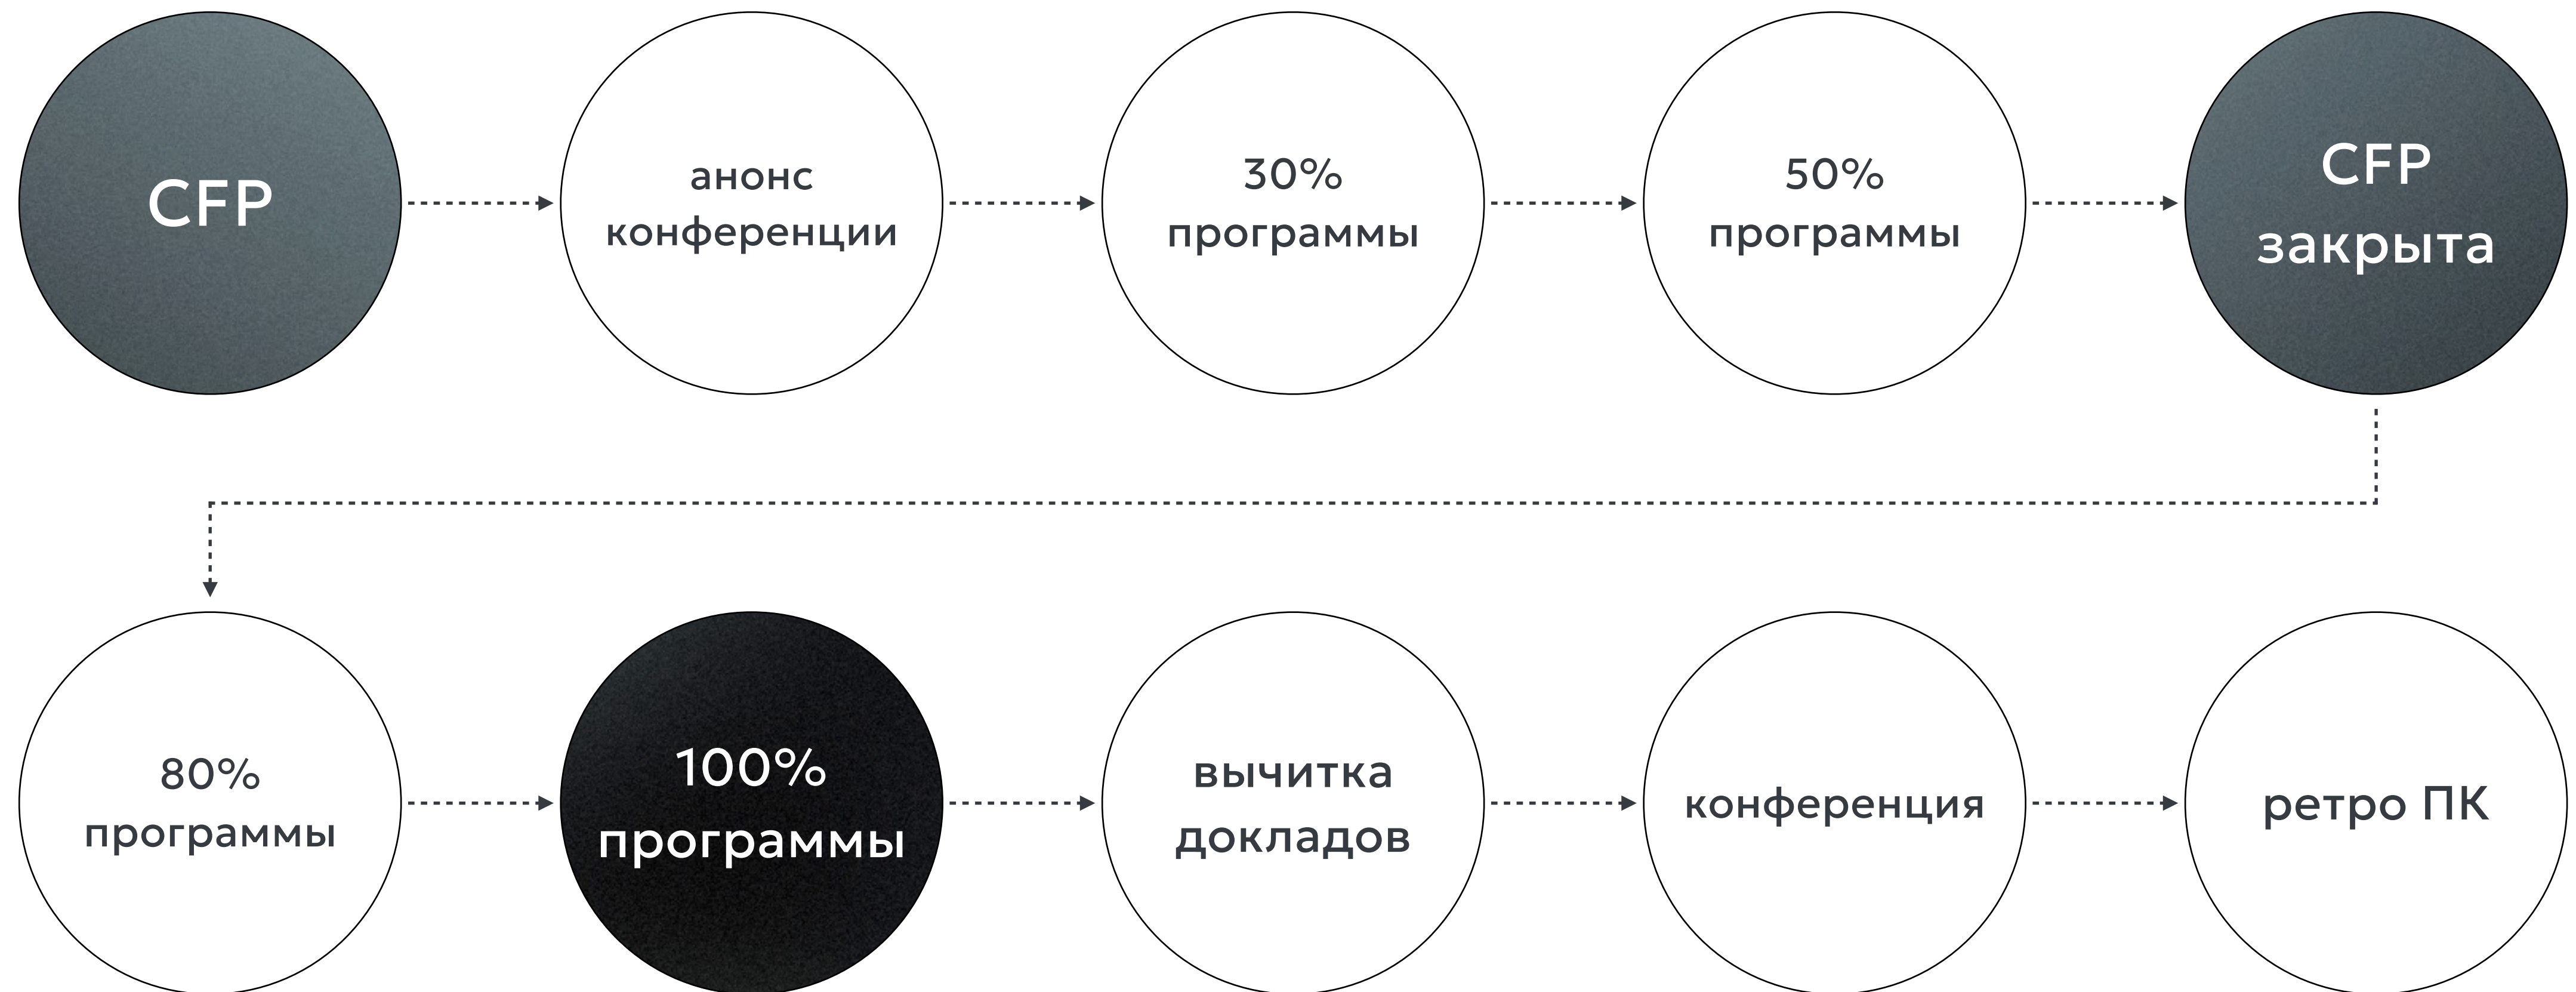 CFP
анонс
конференции
30%
программы
50%
программы
CFP
закрыта
80%
программы
100%
программы
вычитка
докладов
конференция
ретро ПК